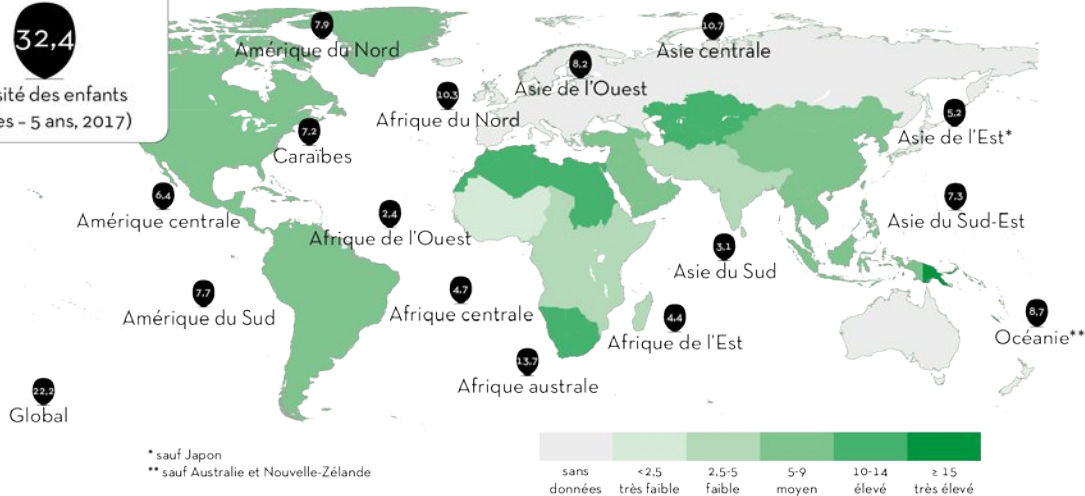 32,4
sité des enfants
es – 5 ans, 2017)
7,9
Amérique du Nord
10,7
Asie centrale
8,2
Asie de l'Ouest
10,3
Afrique du Nord
5,2
Asie de l'Est*
7,2
Caraïbes
6,4
Amérique centrale
7,3
Asie du Sud-Est
2,4
Afrique de l'Ouest
3,1
Asie du Sud
7,7
Amérique du Sud
4,7
Afrique centrale
4,4
Afrique de l'Est
8,7
Océanie**
13,7
Afrique australe
22,2
Global
* sauf Japon
** sauf Australie et Nouvelle-Zélande
sans données
<2,5 très faible
2,5-5 faible
5-9 moyen
10-14 élevé
≥ 15 très élevé